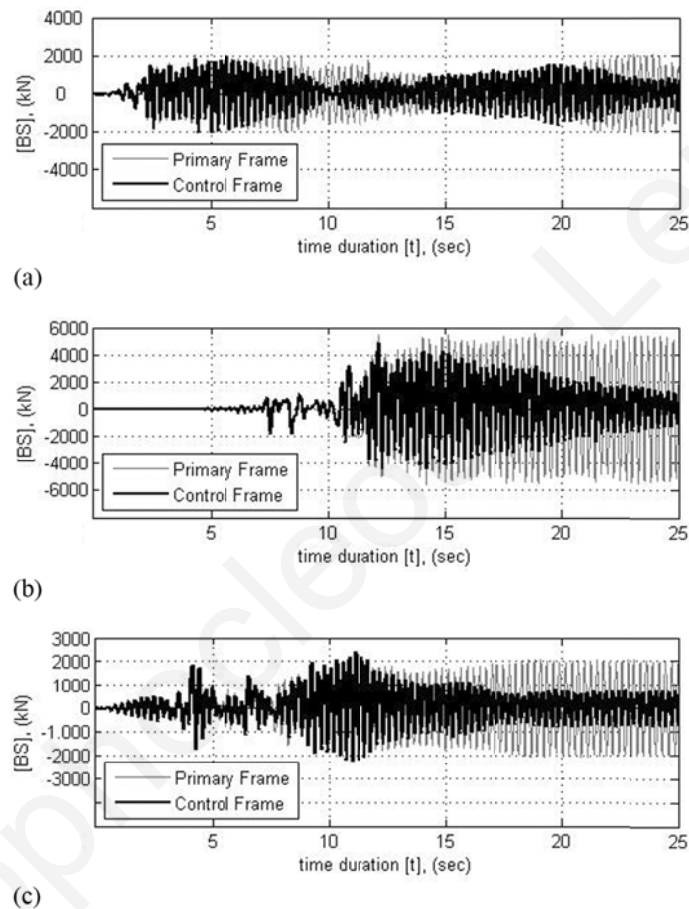 4000
2000
0
-2000
-4000
[BS], (kN)
Primary Frame
Control Frame
5 10 15 20 25
time duration [t], (sec)
(a)
6000
4000
2000
0
-2000
-4000
-6000
[BS], (kN)
Primary Frame
Control Frame
5 10 15 20 25
time duration [t], (sec)
(b)
3000
2000
1000
0
-1.000
-2000
-3000
[BS], (kN)
Primary Frame
Control Frame
5 10 15 20 25
time duration [t], (sec)
(c)